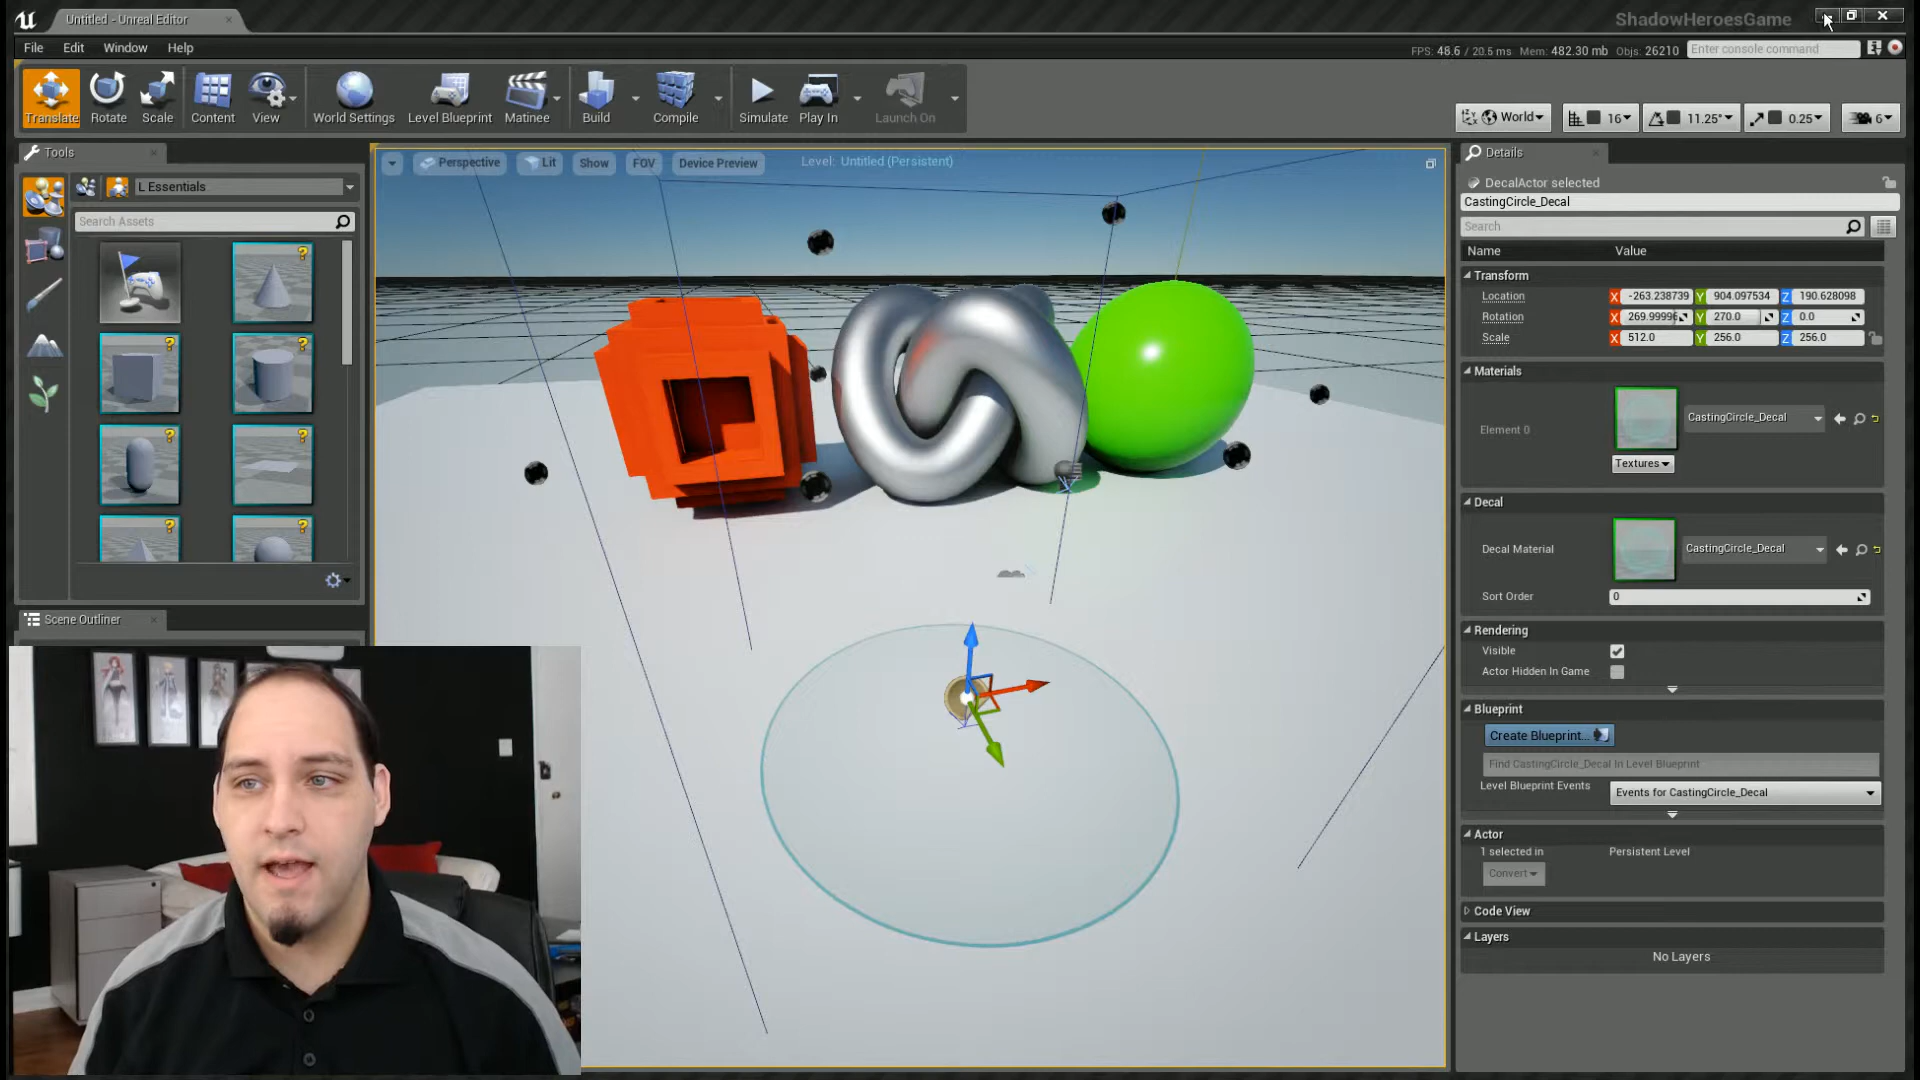 Untitled - Unreal Editor
ShadowHeroesGame
File Edit Window Help
FPS: 48.6 / 20.5 ms Mem: 482.30 mb Objs: 26210
Enter console command
Translate Rotate Scale Content View World Settings Level Blueprint Matinee Build Compile Simulate Play In Launch On
World 16 11.25° 0.25 6
Tools
L Essentials
Search Assets
Scene Outliner
Perspective Lit Show FOV Device Preview Level: Untitled (Persistent)
Details
DecalActor selected
CastingCircle_Decal
Search
Name Value
Transform
Location X -263.238739 Y 904.097534 Z 190.628098
Rotation X 269.99996 Y 270.0 Z 0.0
Scale X 512.0 Y 256.0 Z 256.0
Materials
Element 0 CastingCircle_Decal
Textures
Decal
Decal Material CastingCircle_Decal
Sort Order 0
Rendering
Visible
Actor Hidden In Game
Blueprint
Create Blueprint...
Find CastingCircle_Decal In Level Blueprint
Level Blueprint Events Events for CastingCircle_Decal
Actor
1 selected in Persistent Level
Convert
Code View
Layers
No Layers